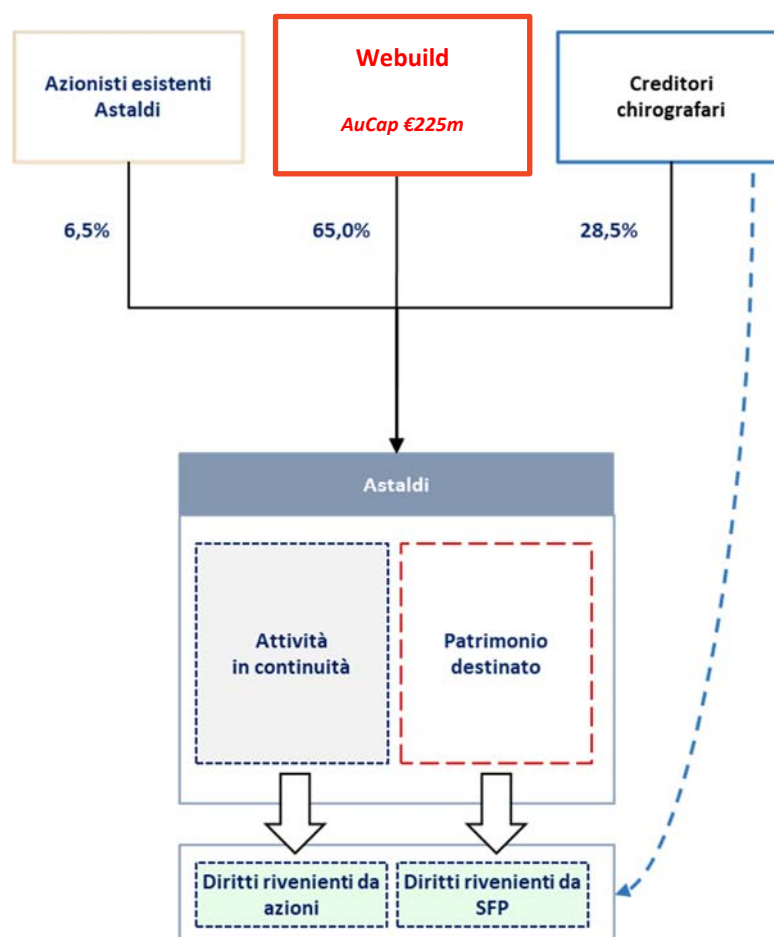 Azionisti esistenti
Astaldi
Webuild
AuCap €225m
Creditori
chirografari
6,5%
65,0%
28,5%
Astaldi
Attività
in continuità
Patrimonio
destinato
Diritti rivenienti da
azioni
Diritti rivenienti da
SFP